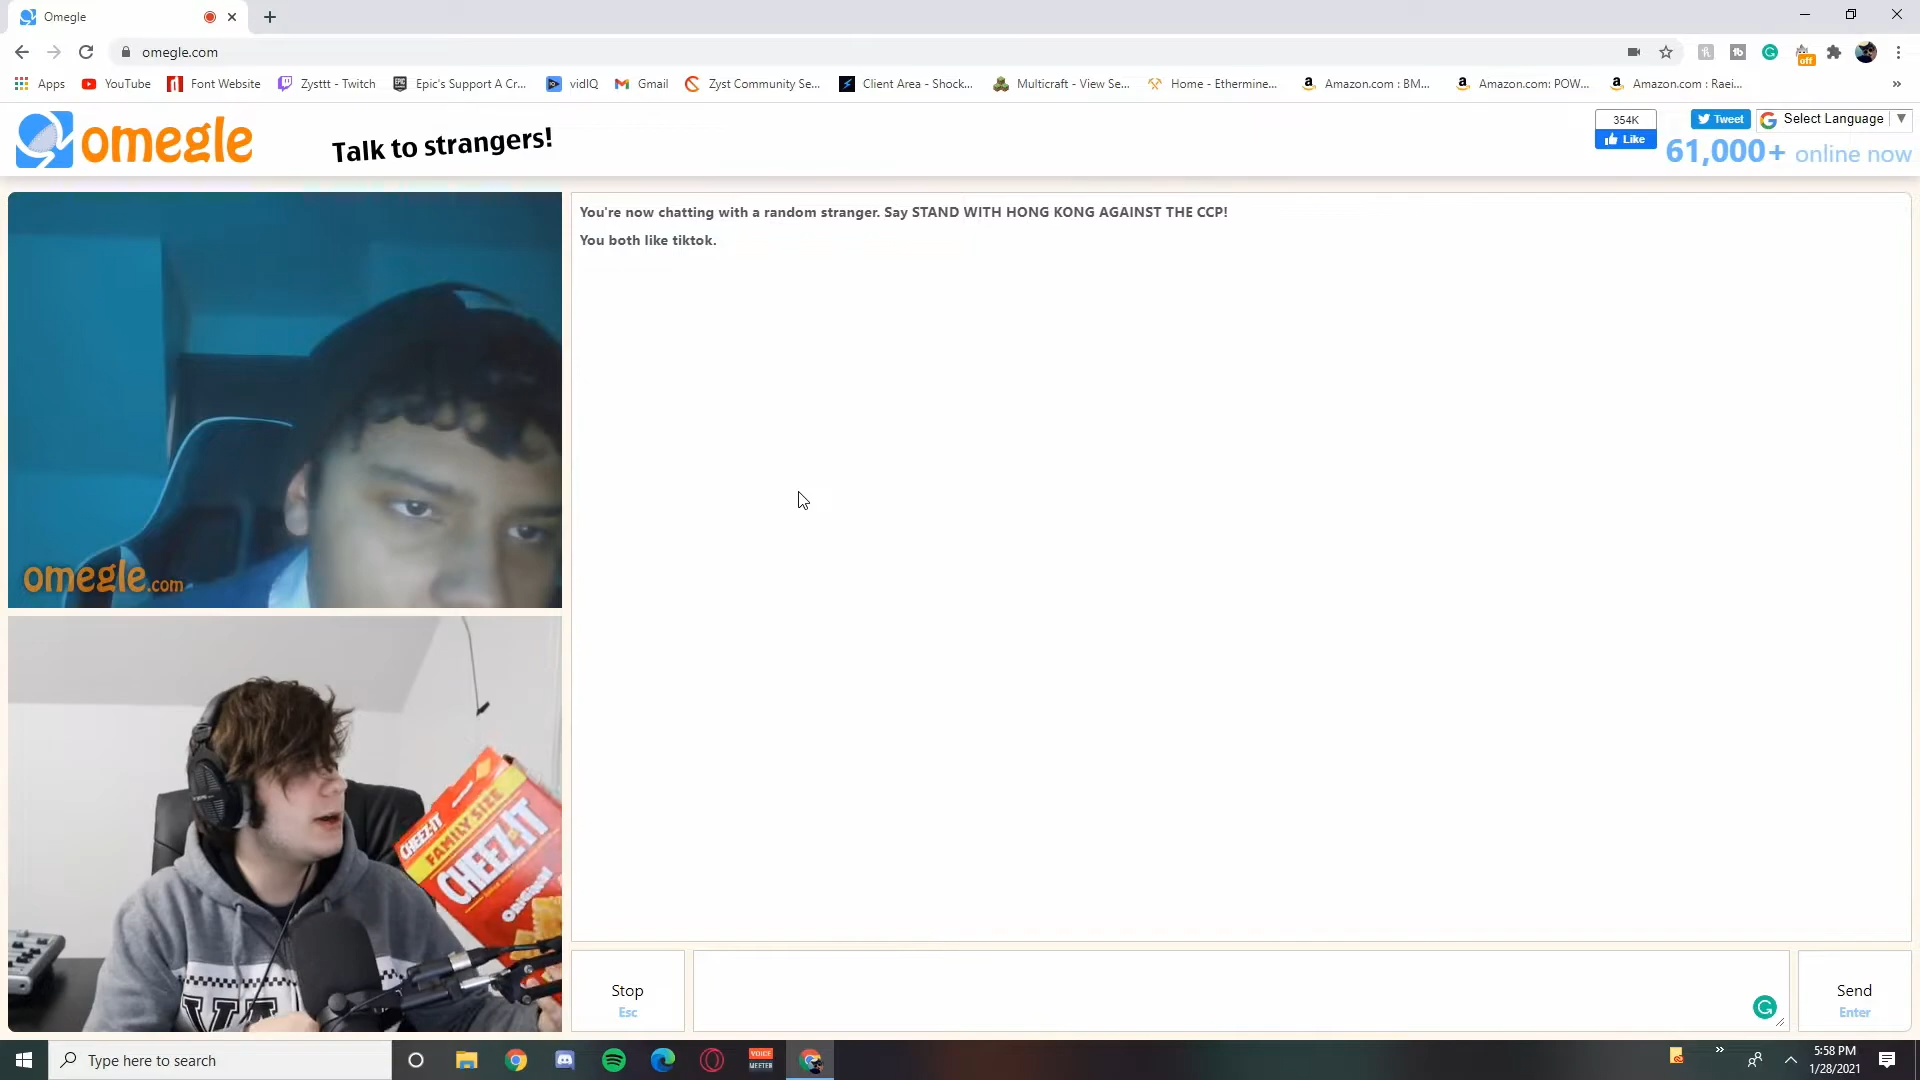 Omegle
omegle.com
Apps
YouTube
Font Website
Zysttt - Twitch
Epic's Support A Cr...
vidIQ
Gmail
Zyst Community Se...
Client Area - Shock...
Multicraft - View Se...
Home - Ethermine...
Amazon.com : BM...
Amazon.com: POW...
Amazon.com : Raei...
»
omegle
Talk to strangers!
354K
Like
Tweet
Select Language
61,000+ online now
You're now chatting with a random stranger. Say STAND WITH HONG KONG AGAINST THE CCP!
You both like tiktok.
omegle.com
CHEEZ-IT
FAMILY SIZE
CHEEZ-IT
ORIGINAL
Stop
Esc
Send
Enter
Type here to search
VOICE
MEETER
5:58 PM
1/28/2021
off